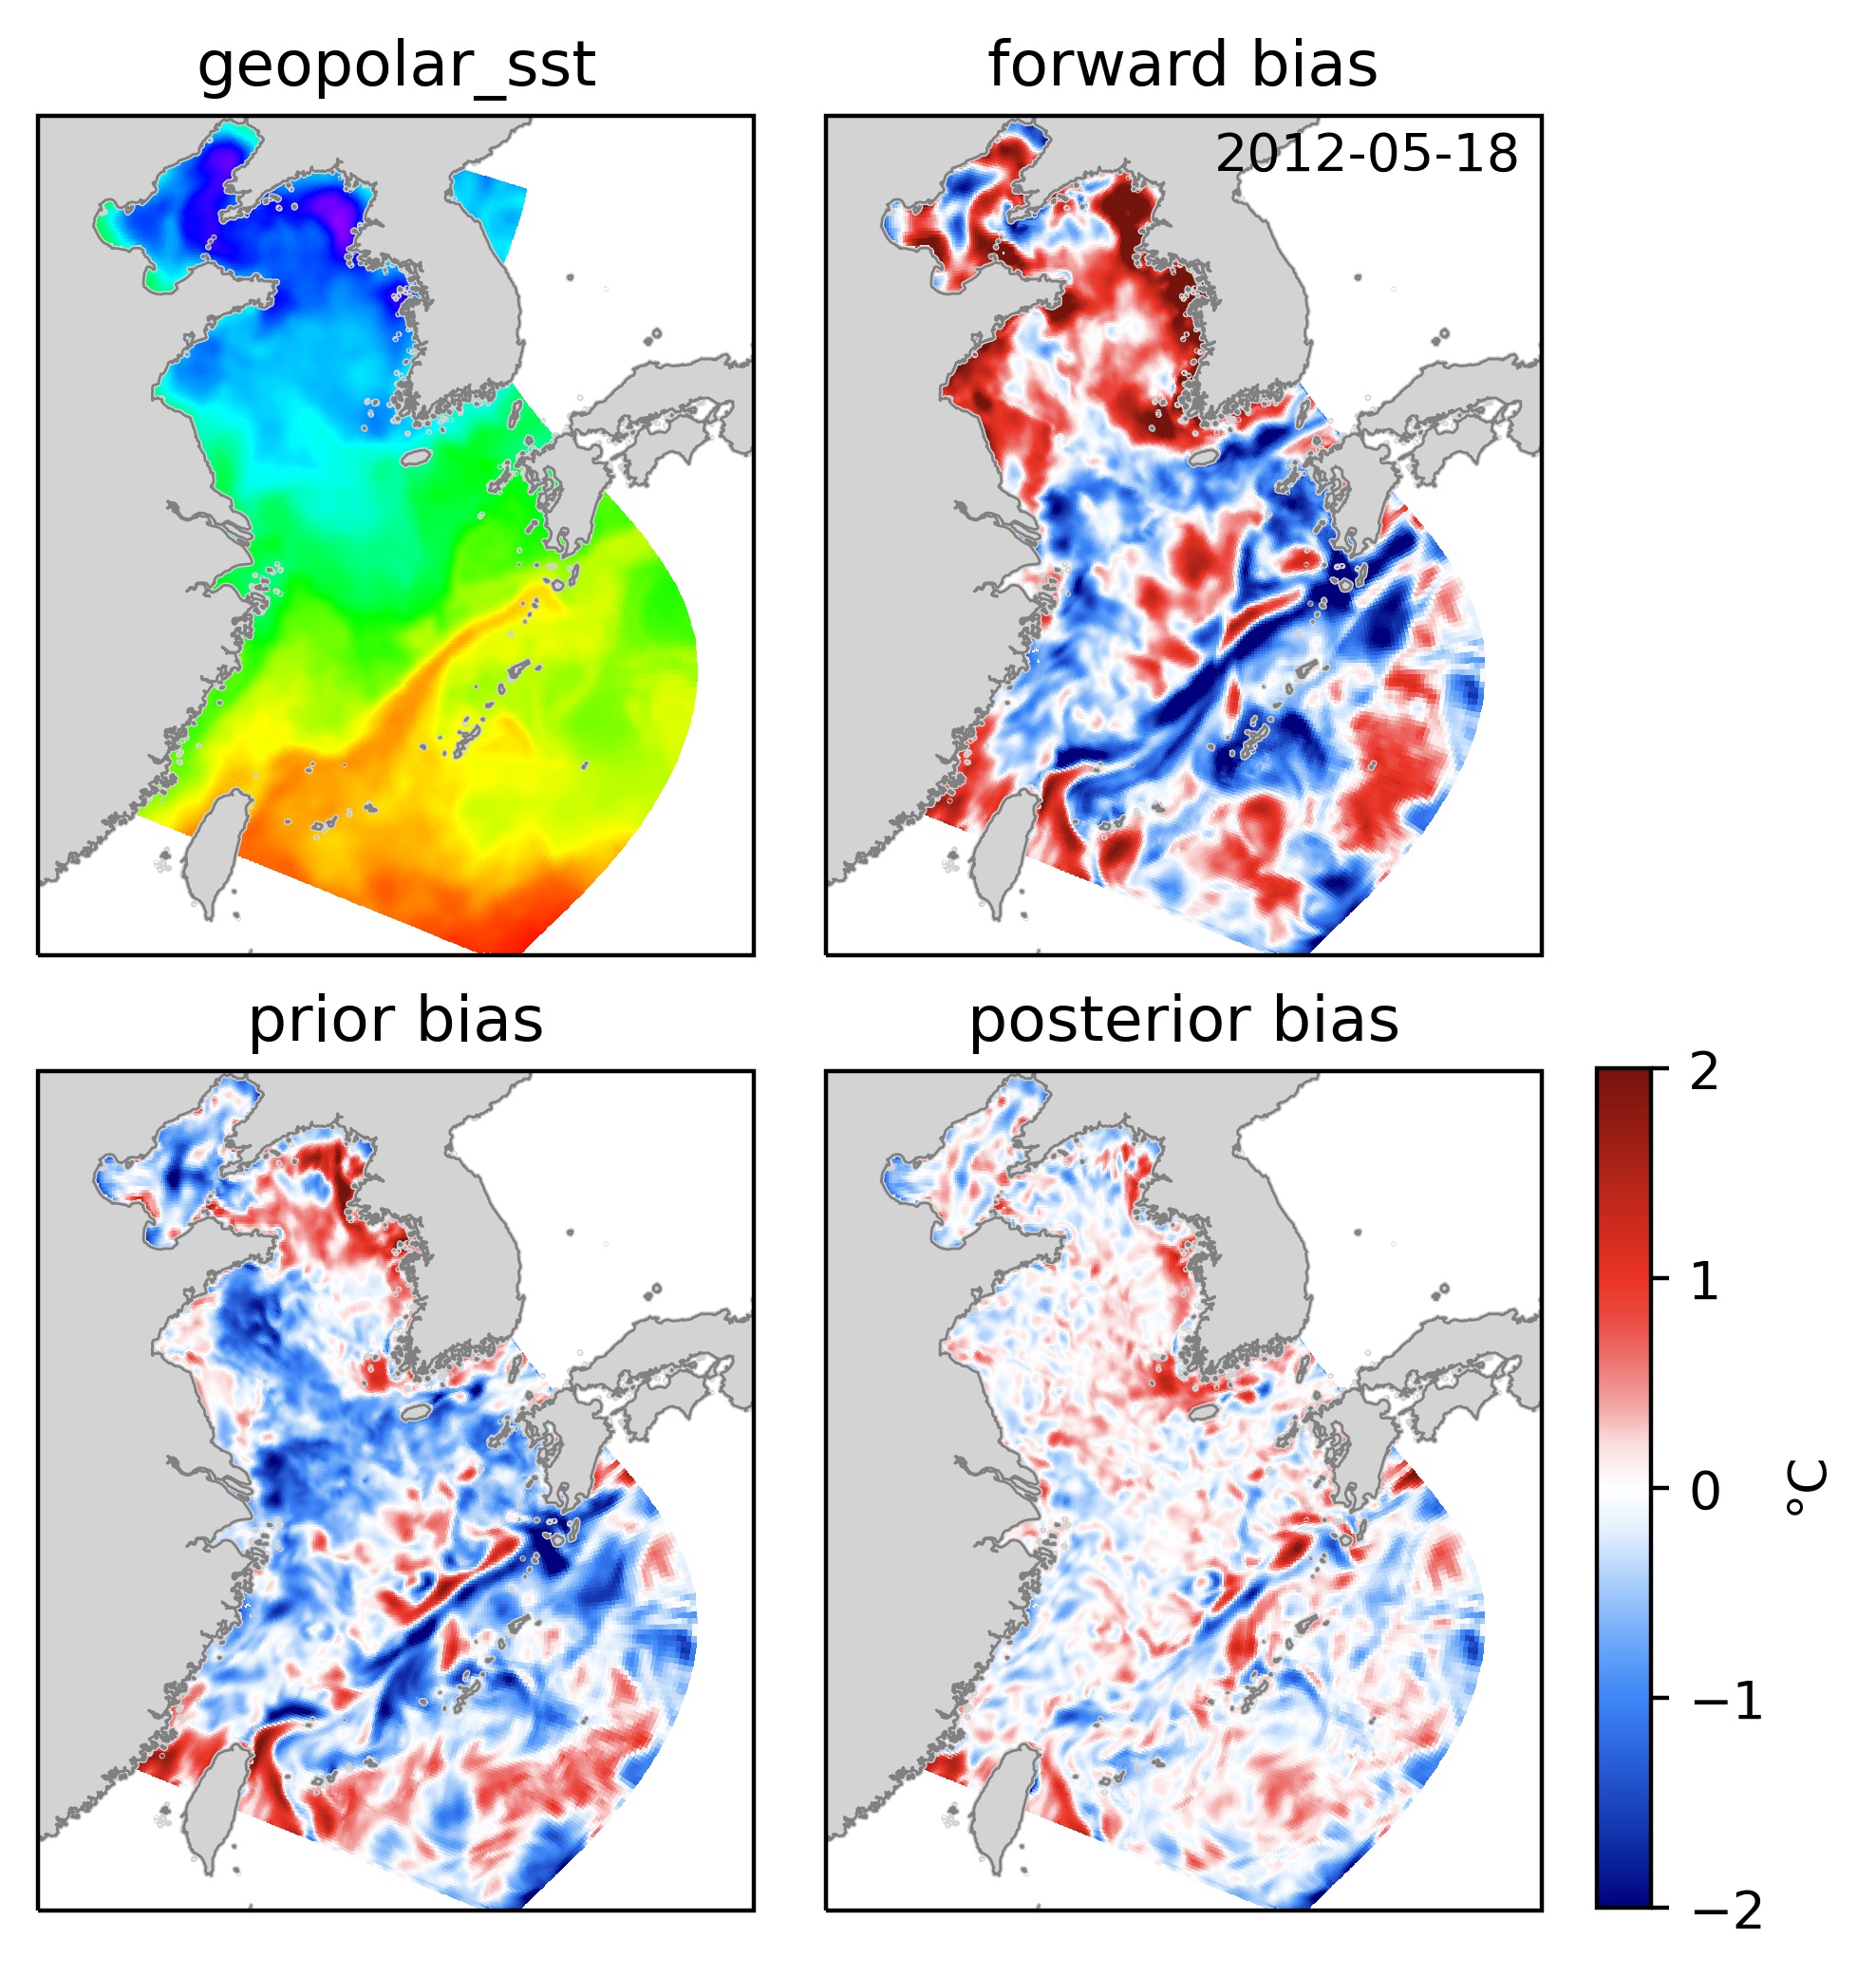 geopolar_sst
forward bias
2012-05-18
prior bias
posterior bias
2
1
0
−1
−2
°C